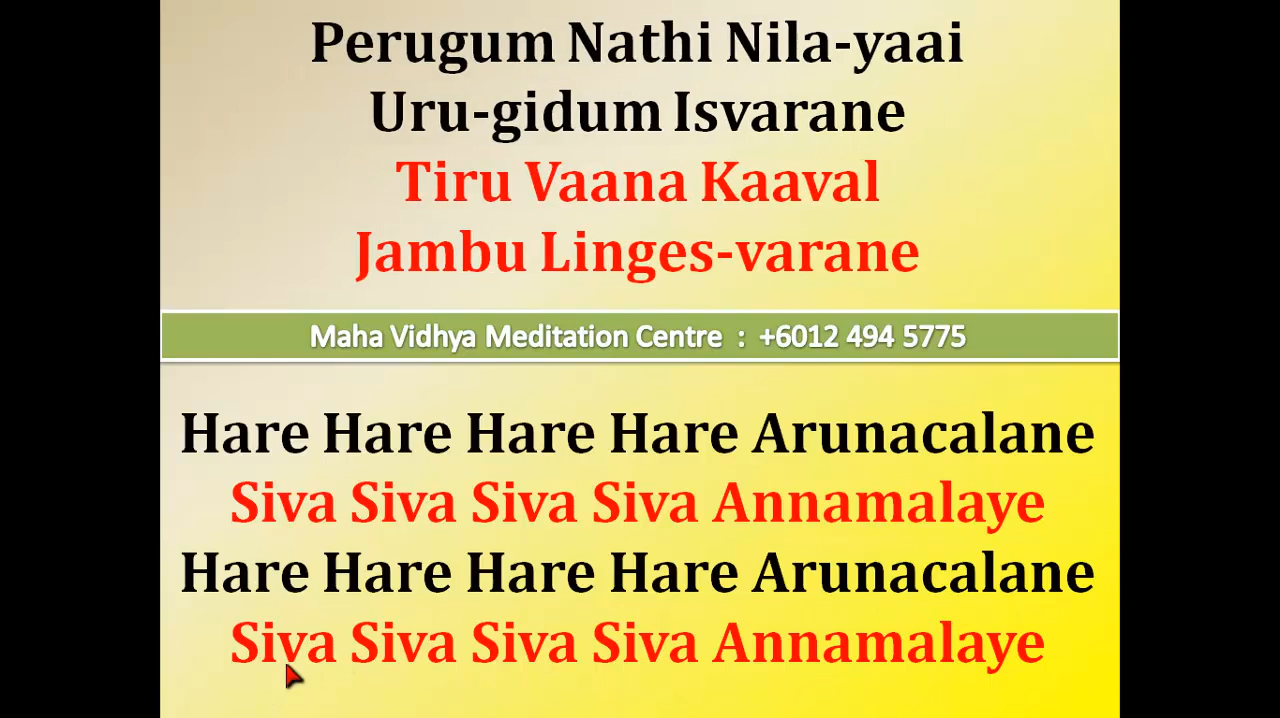 Perugum Nathi Nila-yaai
Uru-gidum Isvarane
Tiru Vaana Kaaval
Jambu Linges-varane
Maha Vidhya Meditation Centre : +6012 494 5775
Hare Hare Hare Hare Arunacalane
Siva Siva Siva Siva Annamalaye
Hare Hare Hare Hare Arunacalane
Siva Siva Siva Siva Annamalaye